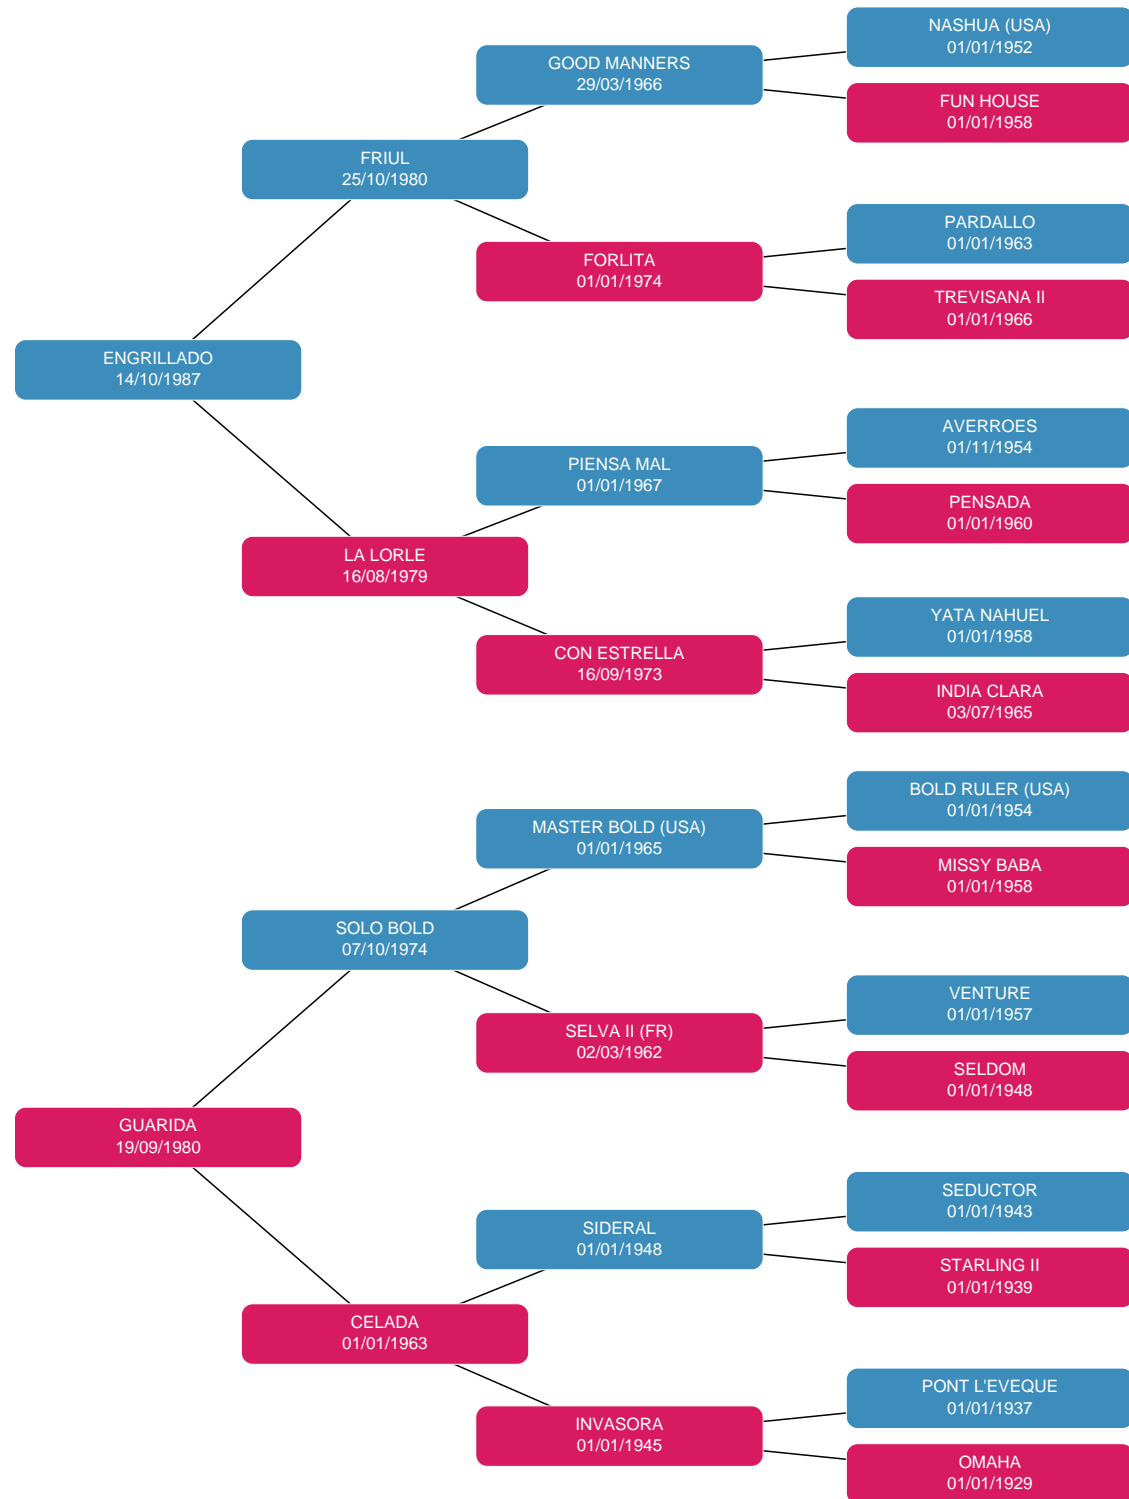 NASHUA (USA)
01/01/1952
GOOD MANNERS
29/03/1966
FUN HOUSE
01/01/1958
FRIUL
25/10/1980
PARDALLO
01/01/1963
FORLITA
01/01/1974
TREVISANA II
01/01/1966
ENGRILLADO
14/10/1987
AVERROES
01/11/1954
PIENSA MAL
01/01/1967
PENSADA
01/01/1960
LA LORLE
16/08/1979
YATA NAHUEL
01/01/1958
CON ESTRELLA
16/09/1973
INDIA CLARA
03/07/1965
BOLD RULER (USA)
01/01/1954
MASTER BOLD (USA)
01/01/1965
MISSY BABA
01/01/1958
SOLO BOLD
07/10/1974
VENTURE
01/01/1957
SELVA II (FR)
02/03/1962
SELDOM
01/01/1948
GUARIDA
19/09/1980
SEDUCTOR
01/01/1943
SIDERAL
01/01/1948
STARLING II
01/01/1939
CELADA
01/01/1963
PONT L'EVEQUE
01/01/1937
INVASORA
01/01/1945
OMAHA
01/01/1929